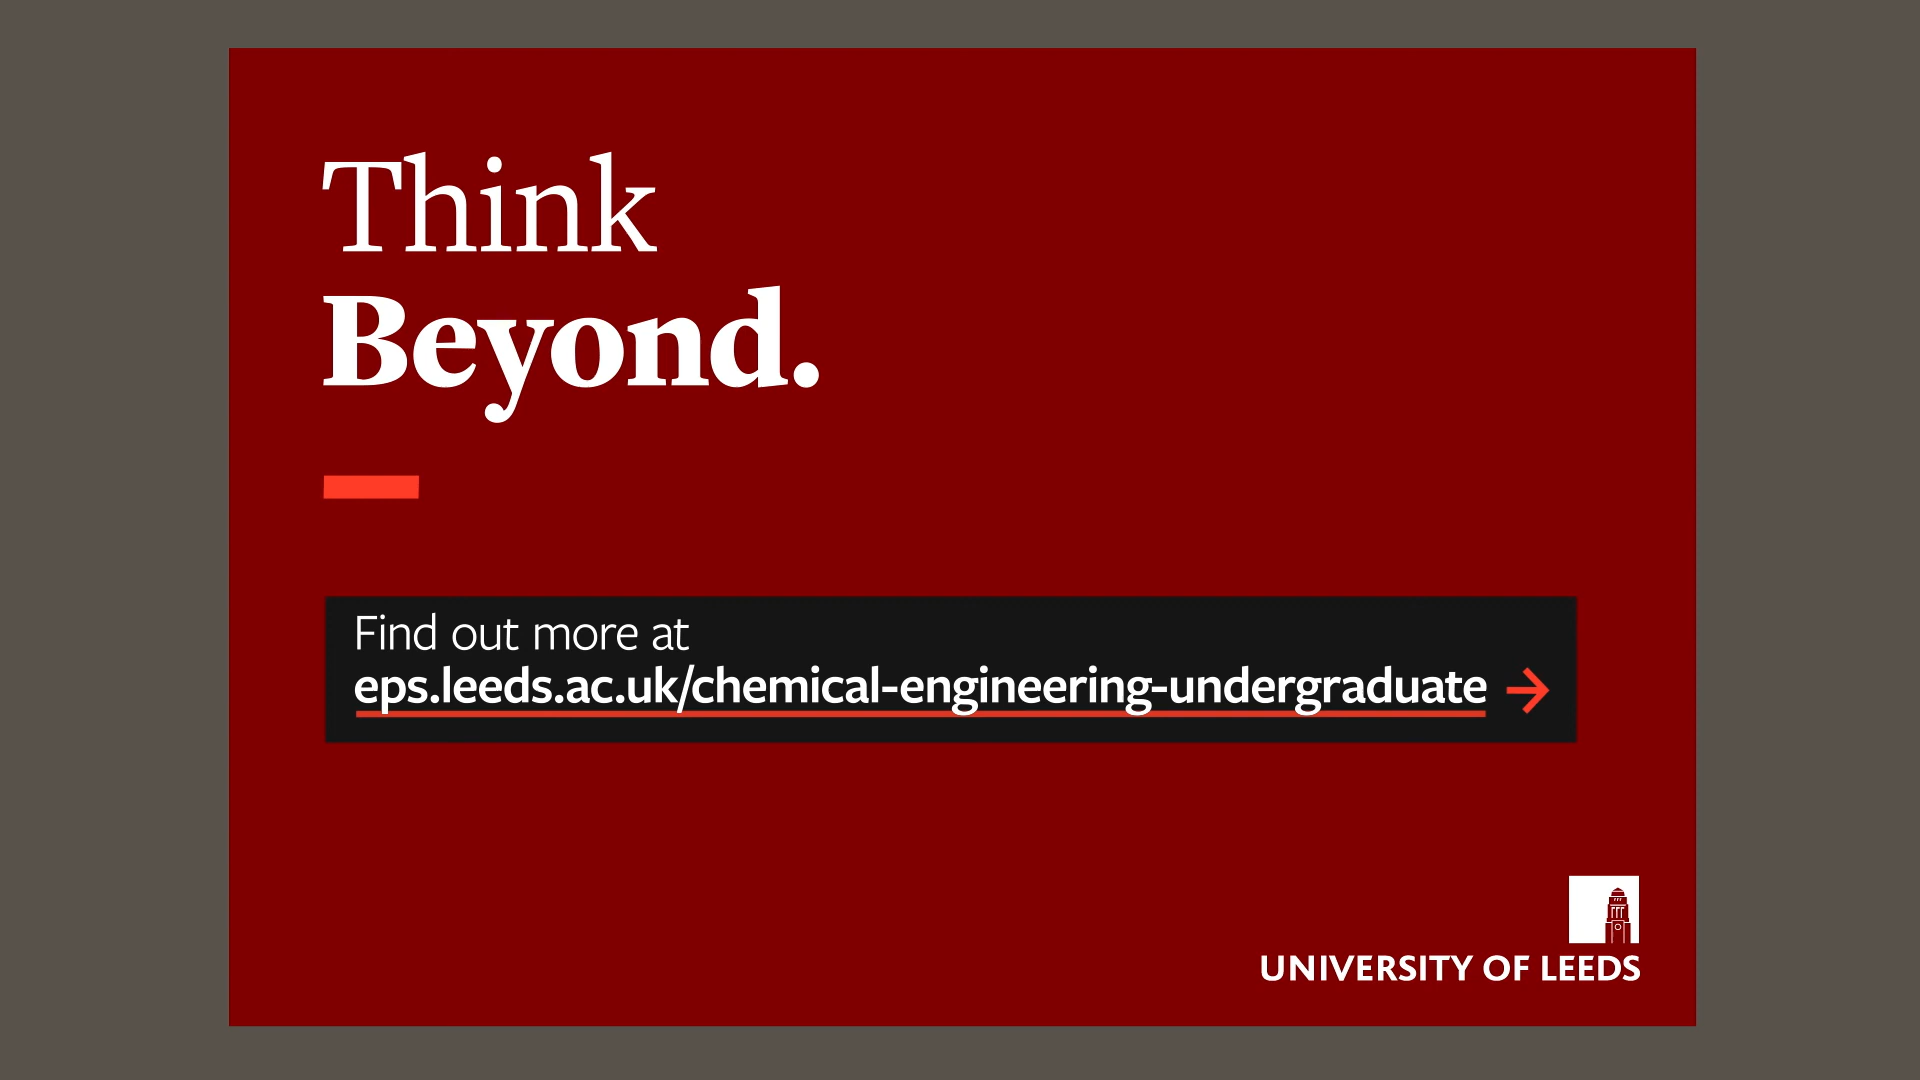 Think
Beyond.
Find out more at
eps.leeds.ac.uk/chemical-engineering-undergraduate
UNIVERSITY OF LEEDS